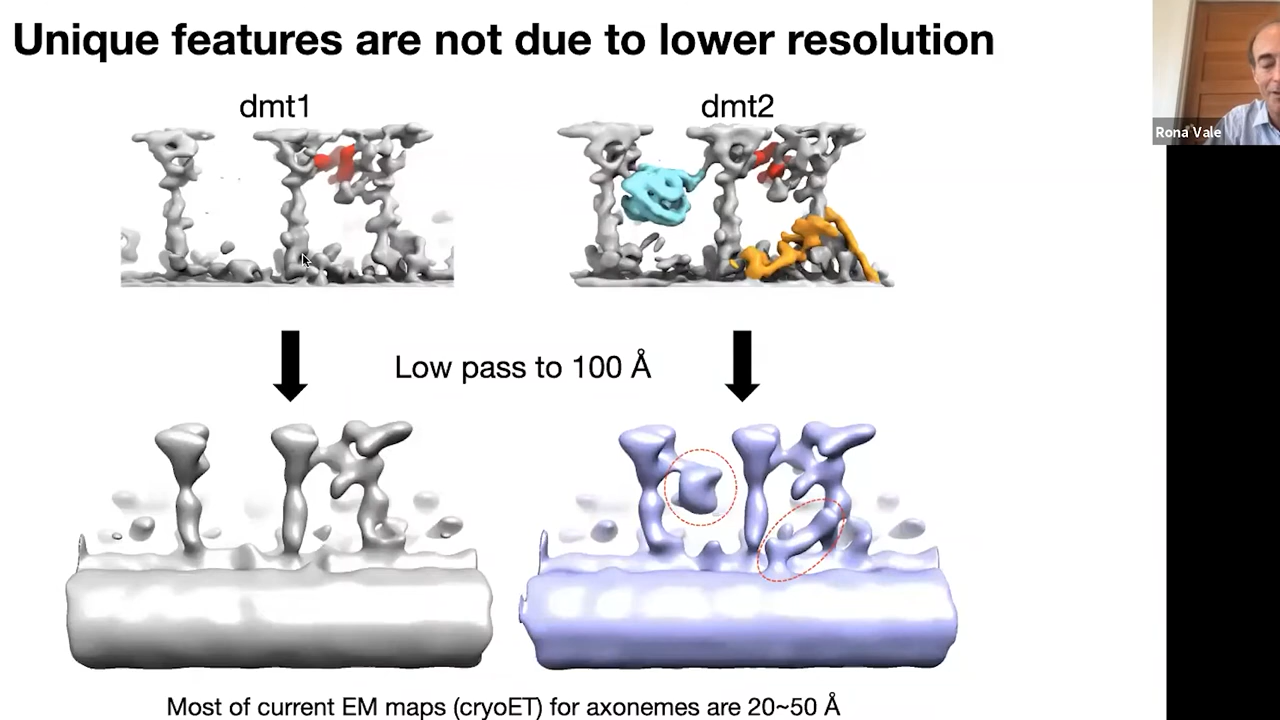 Unique features are not due to lower resolution
dmt1
dmt2
Rona Vale
Low pass to 100 Å
Most of current EM maps (cryoET) for axonemes are 20~50 Å